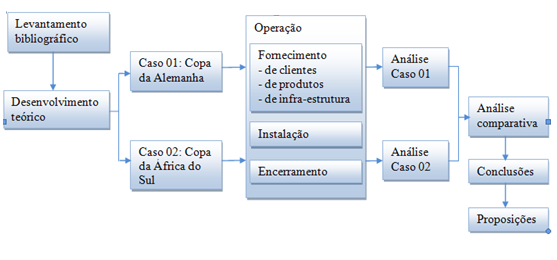 Levantamento
bibliográfico
Desenvolvimento
teórico
Caso 01: Copa
da Alemanha
Caso 02: Copa
da África do
Sul
Operação
Fornecimento
- de clientes
- de produtos
- de infra-estrutura
Instalação
Encerramento
Análise
Caso 01
Análise
Caso 02
Análise
comparativa
Conclusões
Proposições